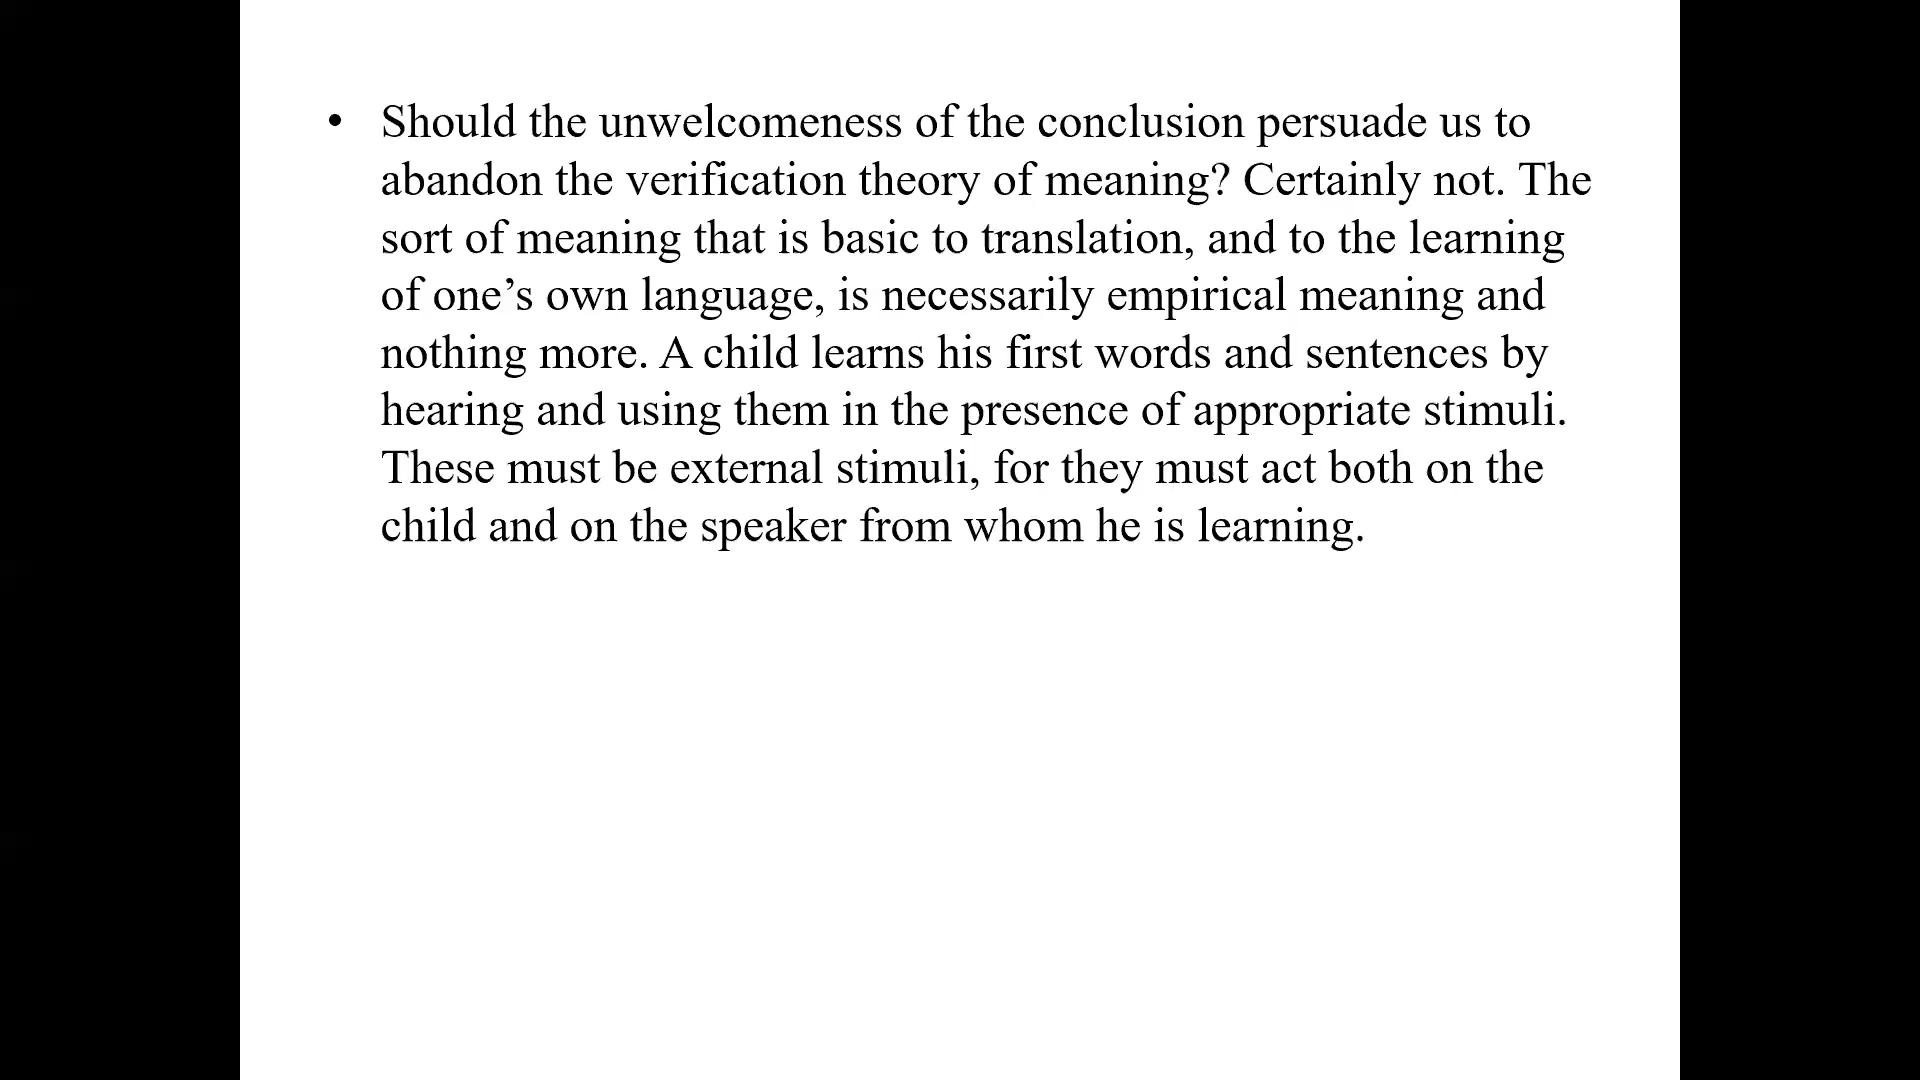 • Should the unwelcomeness of the conclusion persuade us to
abandon the verification theory of meaning? Certainly not. The
sort of meaning that is basic to translation, and to the learning
of one’s own language, is necessarily empirical meaning and
nothing more. A child learns his first words and sentences by
hearing and using them in the presence of appropriate stimuli.
These must be external stimuli, for they must act both on the
child and on the speaker from whom he is learning.